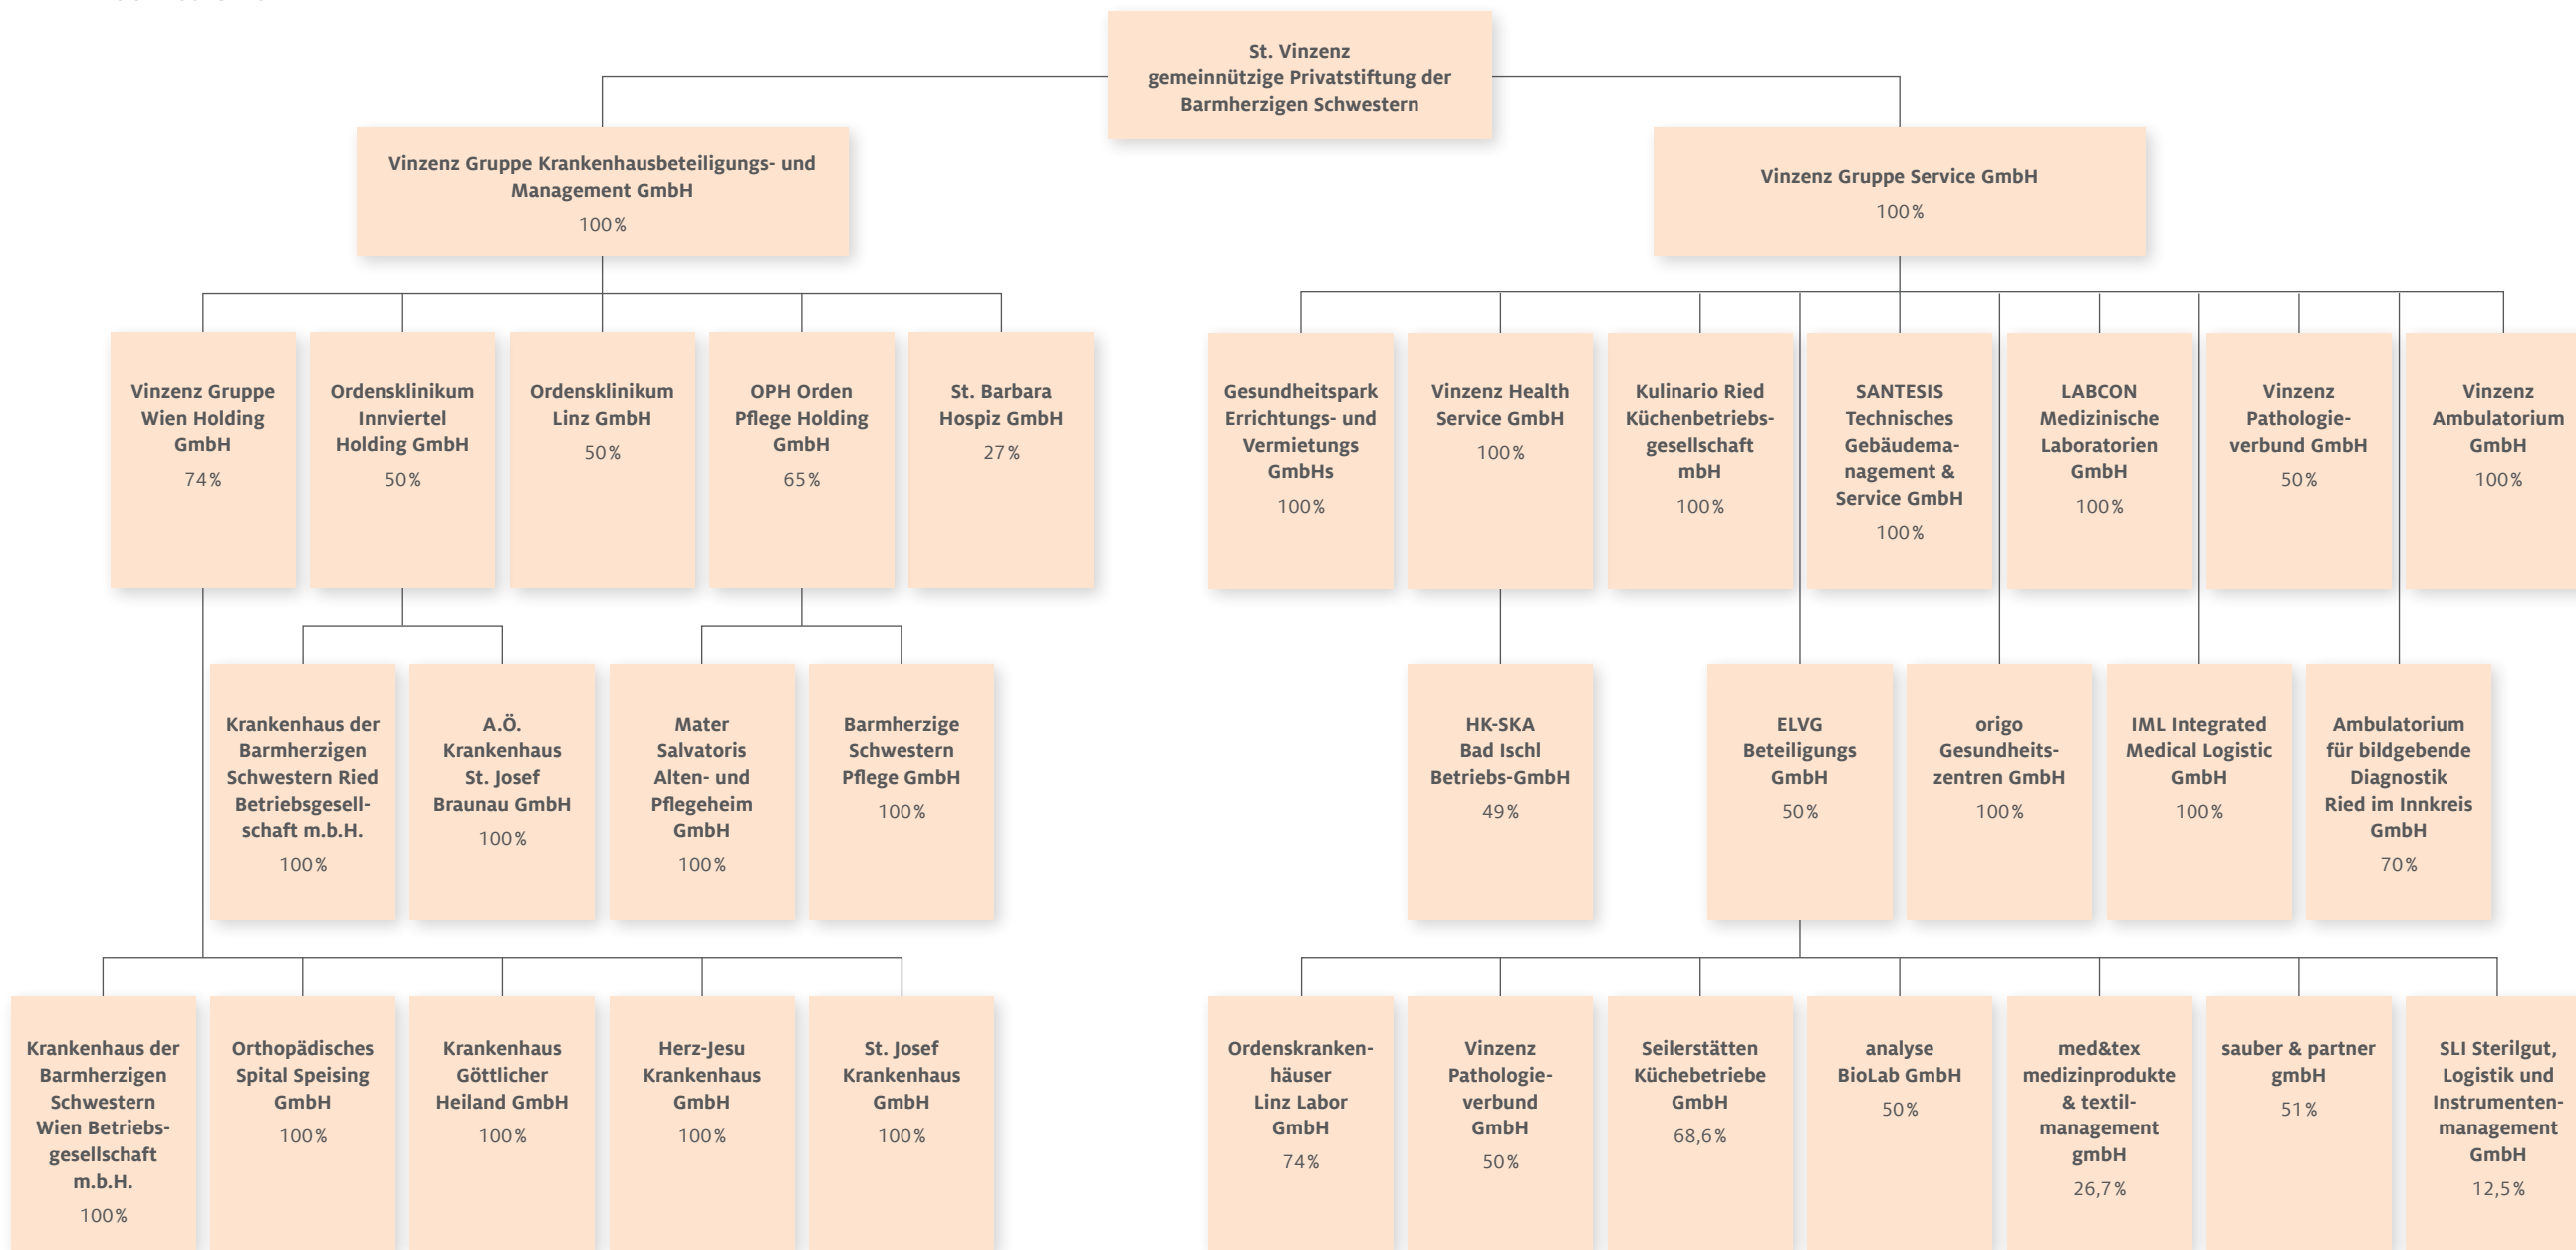 St. Vinzenz
gemeinnützige Privatstiftung der
Barmherzigen Schwestern
Vinzenz Gruppe Krankenhausbeteiligungs- und
Management GmbH
100%
Vinzenz Gruppe Service GmbH
100%
Vinzenz Gruppe
Wien Holding
GmbH
74%
Ordensklinikum
Innviertel
Holding GmbH
50%
Ordensklinikum
Linz GmbH
50%
OPH Orden
Pflege Holding
GmbH
65%
St. Barbara
Hospiz GmbH
27%
Gesundheitspark
Errichtungs- und
Vermietungs
GmbHs
100%
Vinzenz Health
Service GmbH
100%
Kulinario Ried
Küchenbetriebs-
gesellschaft
mbH
100%
SANTESIS
Technisches
Gebäudema-
nagement &
Service GmbH
100%
LABCON
Medizinische
Laboratorien
GmbH
100%
Vinzenz
Pathologie-
verbund GmbH
50%
Vinzenz
Ambulatorium
GmbH
100%
Krankenhaus der
Barmherzigen
Schwestern Ried
Betriebsgesell-
schaft m.b.H.
100%
A.Ö.
Krankenhaus
St. Josef
Braunau GmbH
100%
Mater
Salvatoris
Alten- und
Pflegeheim
GmbH
100%
Barmherzige
Schwestern
Pflege GmbH
100%
HK-SKA
Bad Ischl
Betriebs-GmbH
49%
ELVG
Beteiligungs
GmbH
50%
origo
Gesundheits-
zentren GmbH
100%
IML Integrated
Medical Logistic
GmbH
100%
Ambulatorium
für bildgebende
Diagnostik
Ried im Innkreis
GmbH
70%
Krankenhaus der
Barmherzigen
Schwestern
Wien Betriebs-
gesellschaft
m.b.H.
100%
Orthopädisches
Spital Speising
GmbH
100%
Krankenhaus
Göttlicher
Heiland GmbH
100%
Herz-Jesu
Krankenhaus
GmbH
100%
St. Josef
Krankenhaus
GmbH
100%
Ordenskranken-
häuser
Linz Labor
GmbH
74%
Vinzenz
Pathologie-
verbund
GmbH
50%
Seilerstätten
Küchebetriebe
GmbH
68,6%
analyse
BioLab GmbH
50%
med&tex
medizinprodukte
& textil-
management
gmbH
26,7%
sauber & partner
gmbH
51%
SLI Sterilgut,
Logistik und
Instrumenten-
management
GmbH
12,5%